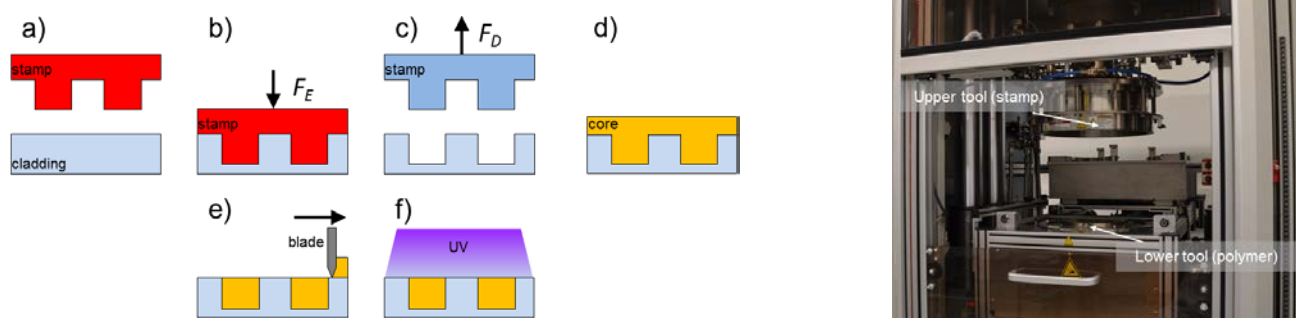 a)
stamp
cladding
b)
F_E
stamp
c)
F_D
stamp
d)
core
e)
blade
f)
UV
Upper tool (stamp)
Lower tool (polymer)